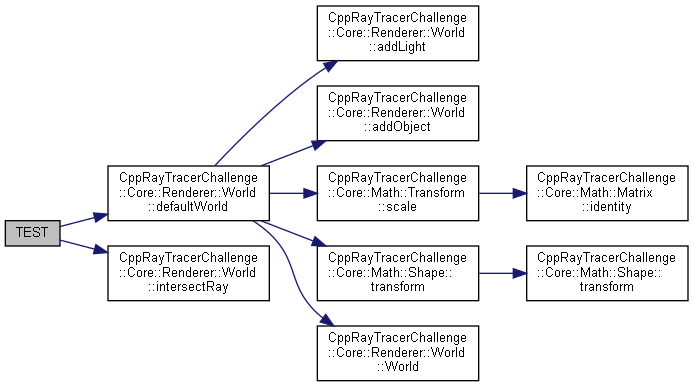 TEST
CppRayTracerChallenge
::Core::Renderer::World
::defaultWorld
CppRayTracerChallenge
::Core::Renderer::World
::intersectRay
CppRayTracerChallenge
::Core::Renderer::World
::addLight
CppRayTracerChallenge
::Core::Renderer::World
::addObject
CppRayTracerChallenge
::Core::Math::Transform
::scale
CppRayTracerChallenge
::Core::Math::Shape::
transform
CppRayTracerChallenge
::Core::Renderer::World
::World
CppRayTracerChallenge
::Core::Math::Matrix
::identity
CppRayTracerChallenge
::Core::Math::Shape::
transform